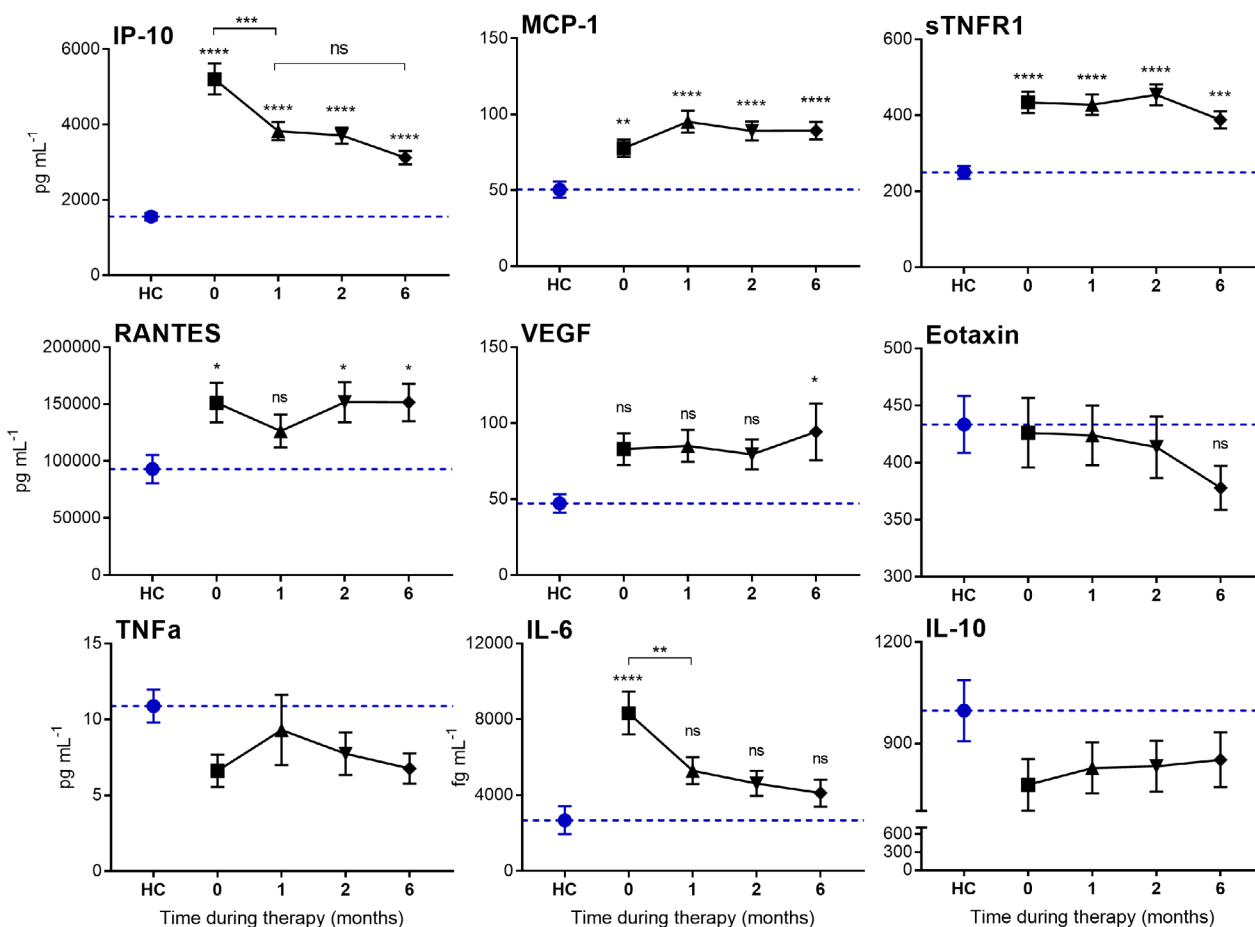 IP-10
***
ns
****
****
****
****
6000
4000
2000
0
pg mL-1
HC 0 1 2 6
MCP-1
**
****
****
****
150
100
50
0
HC 0 1 2 6
sTNFR1
****
****
****
***
600
400
200
0
HC 0 1 2 6
RANTES
*
ns
*
*
200000
150000
100000
50000
0
pg mL-1
HC 0 1 2 6
VEGF
ns
ns
ns
*
150
100
50
0
HC 0 1 2 6
Eotaxin
ns
500
450
400
350
300
HC 0 1 2 6
TNFa
15
10
5
0
pg mL-1
HC 0 1 2 6
Time during therapy (months)
IL-6
**
****
ns
ns
ns
12000
8000
4000
0
fg mL-1
HC 0 1 2 6
Time during therapy (months)
IL-10
1200
900
600
300
0
HC 0 1 2 6
Time during therapy (months)